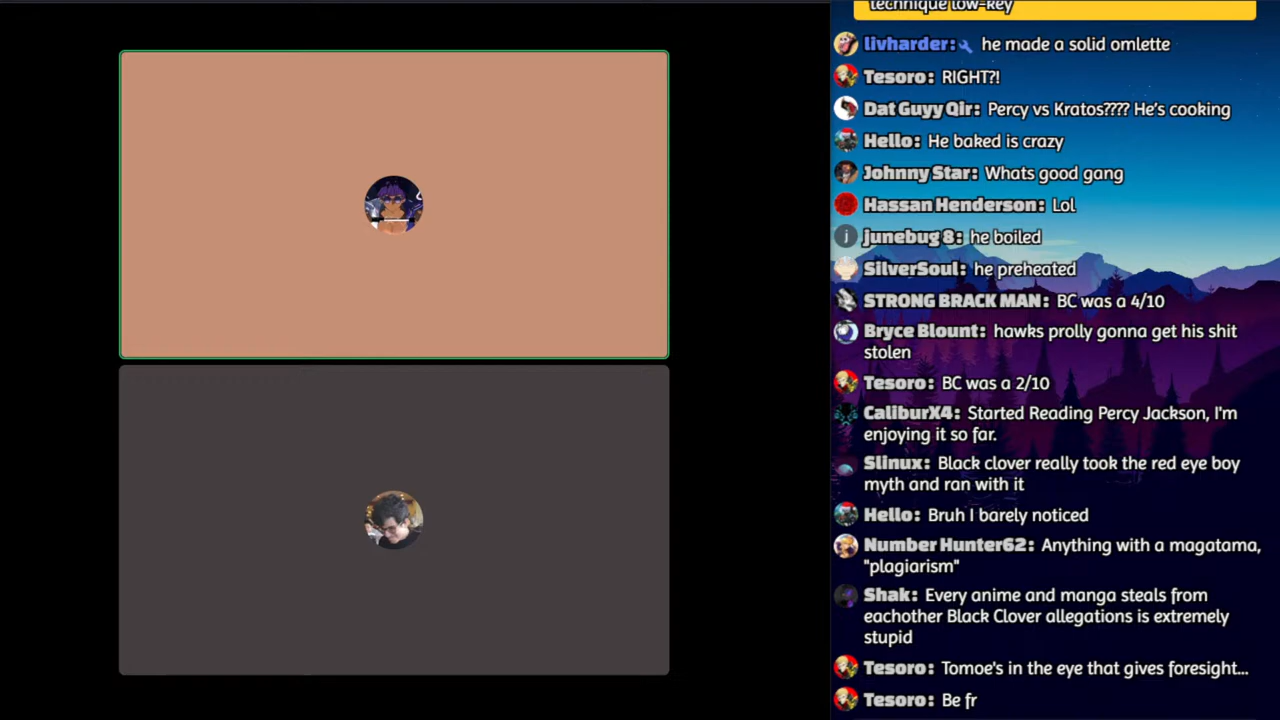 technique low-key
livharder: he made a solid omlette
Tesoro: RIGHT?!
Dat Guyy Qir: Percy vs Kratos???? He's cooking
Hello: He baked is crazy
Johnny Star: Whats good gang
Hassan Henderson: Lol
j junebug 8: he boiled
SilverSoul: he preheated
STRONG BRACK MAN: BC was a 4/10
Bryce Blount: hawks prolly gonna get his shit
stolen
Tesoro: BC was a 2/10
CaliburX4: Started Reading Percy Jackson, I'm
enjoying it so far.
Slinux: Black clover really took the red eye boy
myth and ran with it
Hello: Bruh I barely noticed
Number Hunter62: Anything with a magatama,
"plagiarism"
Shak: Every anime and manga steals from
eachother Black Clover allegations is extremely
stupid
Tesoro: Tomoe's in the eye that gives foresight...
Tesoro: Be fr